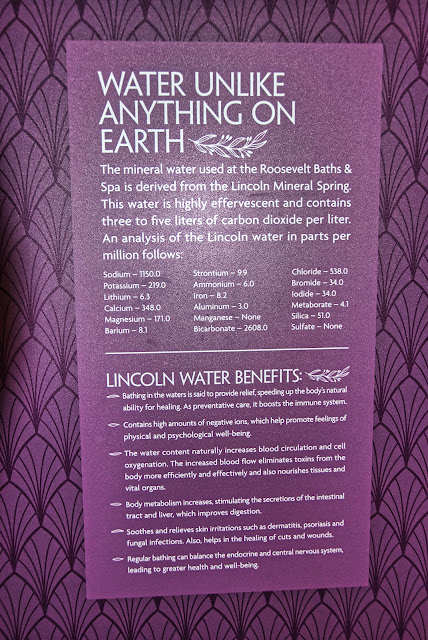 WATER UNLIKE
ANYTHING ON
EARTH
The mineral water used at the Roosevelt Baths &
Spa is derived from the Lincoln Mineral Spring.
This water is highly effervescent and contains
three to five liters of carbon dioxide per liter.
An analysis of the Lincoln water in parts per
million follows:
Sodium – 1150.0
Potassium – 219.0
Lithium – 6.3
Calcium – 348.0
Magnesium – 171.0
Barium – 8.1
Strontium – 9.9
Ammonium – 6.0
Iron – 8.2
Aluminum – 3.0
Manganese – None
Bicarbonate – 2608.0
Chloride – 538.0
Bromide – 34.0
Iodide – 34.0
Metaborate – 4.1
Silica – 51.0
Sulfate – None
LINCOLN WATER BENEFITS:
Bathing in the waters is said to provide relief, speeding up the body's natural
ability for healing. As preventative care, it boosts the immune system.
Contains high amounts of negative ions, which help promote feelings of
physical and psychological well-being.
The water content naturally increases blood circulation and cell
oxygenation. The increased blood flow eliminates toxins from the
body more efficiently and effectively and also nourishes tissues and
vital organs.
Body metabolism increases, stimulating the secretions of the intestinal
tract and liver, which improves digestion.
Soothes and relieves skin irritations such as dermatitis, psoriasis and
fungal infections. Also, helps in the healing of cuts and wounds.
Regular bathing can balance the endocrine and central nervous system,
leading to greater health and well-being.